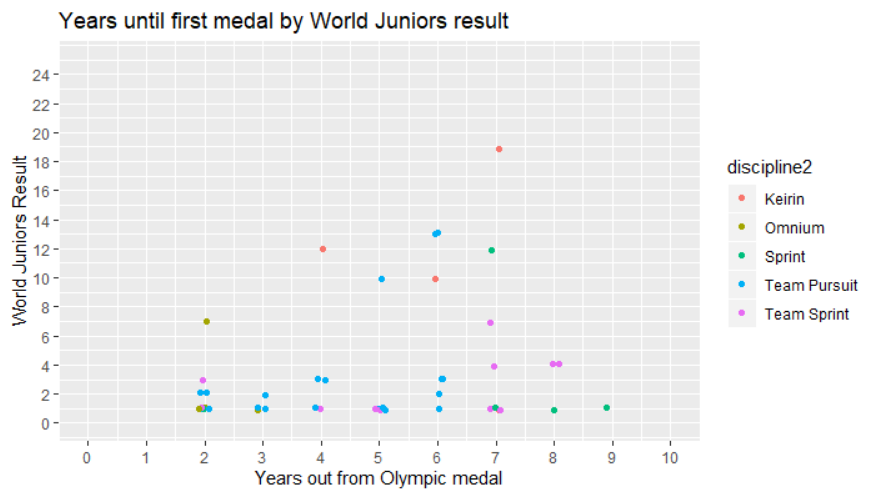 Years until first medal by World Juniors result
24
22
20
18
16
14
12
10
8
6
4
2
0
World Juniors Result
0 1 2 3 4 5 6 7 8 9 10
Years out from Olympic medal
discipline2
Keirin
Omnium
Sprint
Team Pursuit
Team Sprint